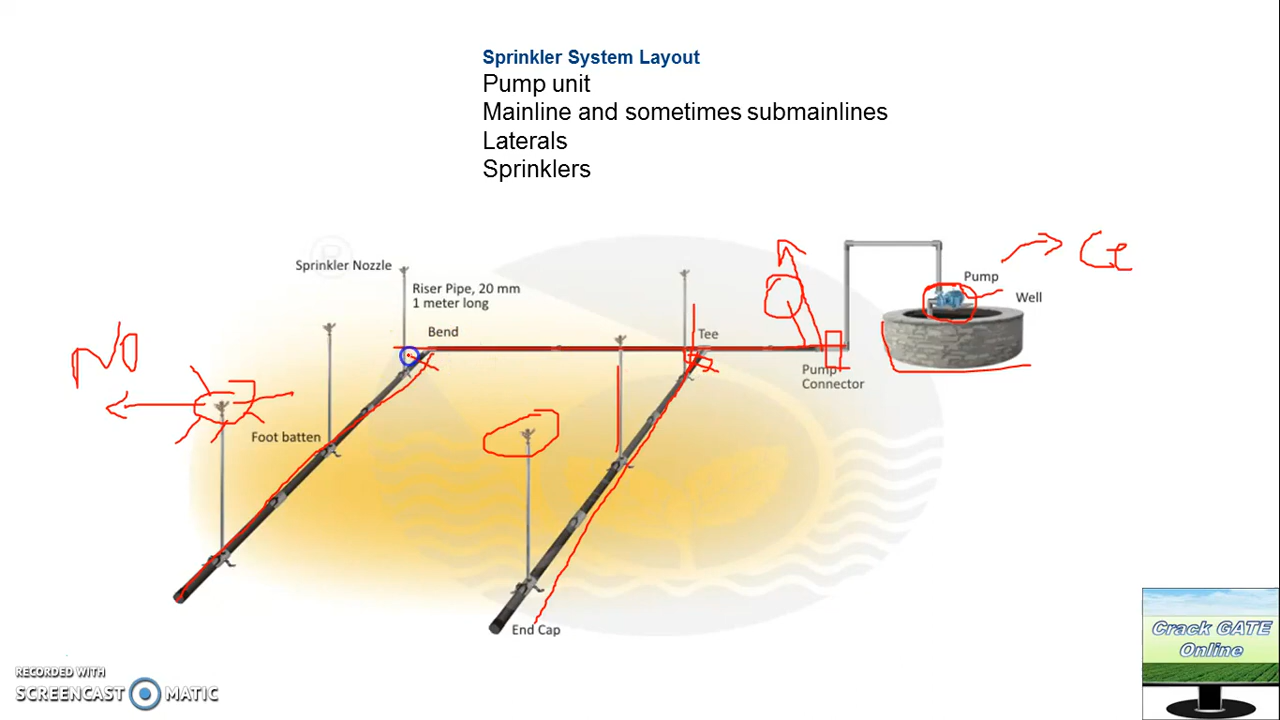 Sprinkler System Layout
Pump unit
Mainline and sometimes submainlines
Laterals
Sprinklers
Sprinkler Nozzle
Riser Pipe, 20 mm
1 meter long
Bend
Tee
Pump
Well
Pump
Connector
Foot batten
End Cap
NO
RECORDED WITH
SCREENCAST MATIC
Crack GATE
Online